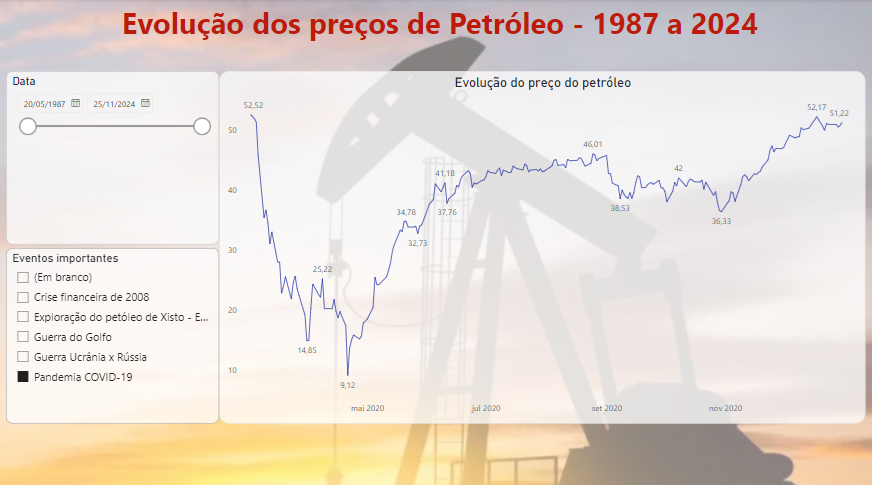 Evolução dos preços de Petróleo - 1987 a 2024
Data
20/05/1987
25/11/2024
Eventos importantes
(Em branco)
Crise financeira de 2008
Exploração do petóleo de Xisto - E...
Guerra do Golfo
Guerra Ucrânia x Rússia
Pandemia COVID-19
Evolução do preço do petróleo
50
40
30
20
10
52,52
14,85
25,22
9,12
34,78
32,73
41,18
37,76
46,01
38,53
42
36,33
52,17
51,22
mai 2020
jul 2020
set 2020
nov 2020